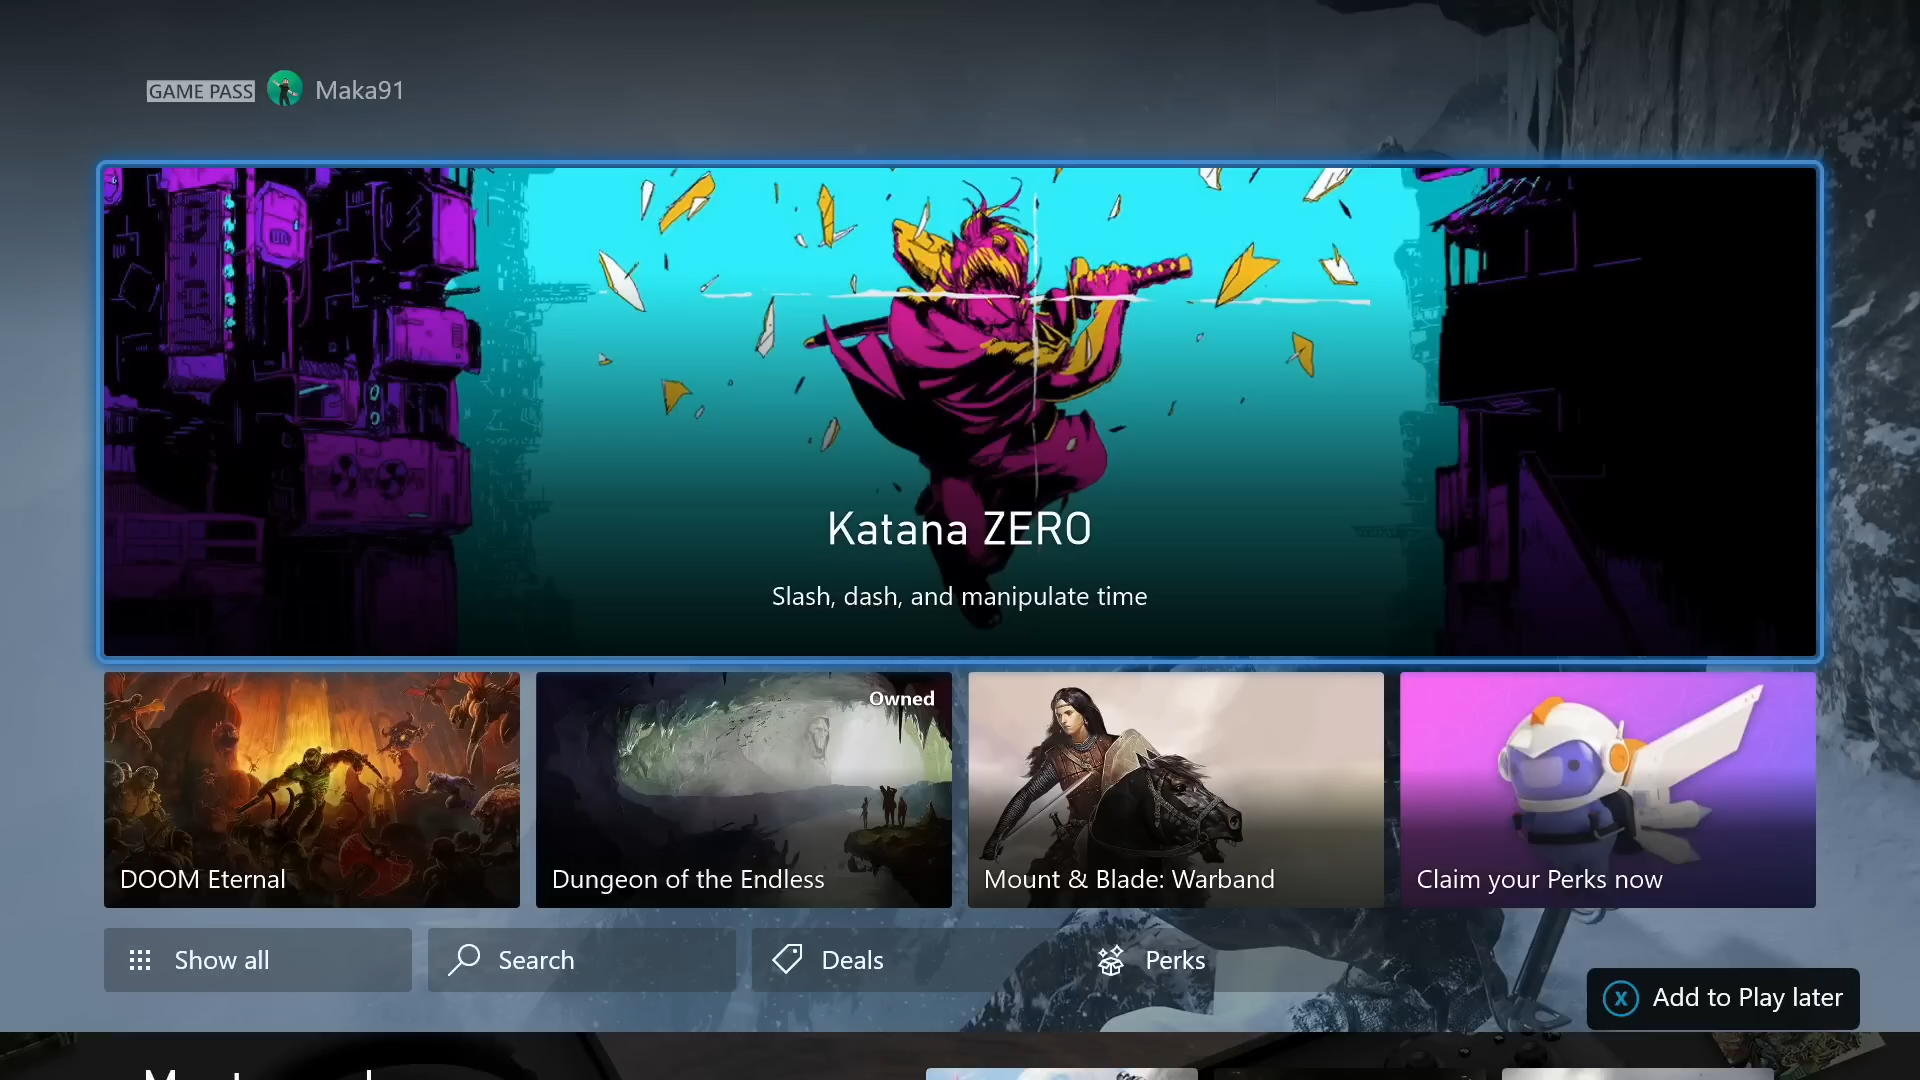 GAME PASS Maka91
Katana ZERO
Slash, dash, and manipulate time
Owned
DOOM Eternal
Dungeon of the Endless
Mount & Blade: Warband
Claim your Perks now
Show all
Search
Deals
Perks
X Add to Play later